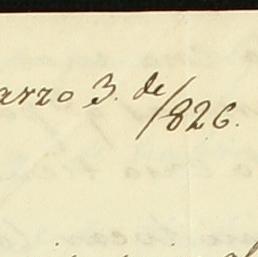 arzo 3. de /826.